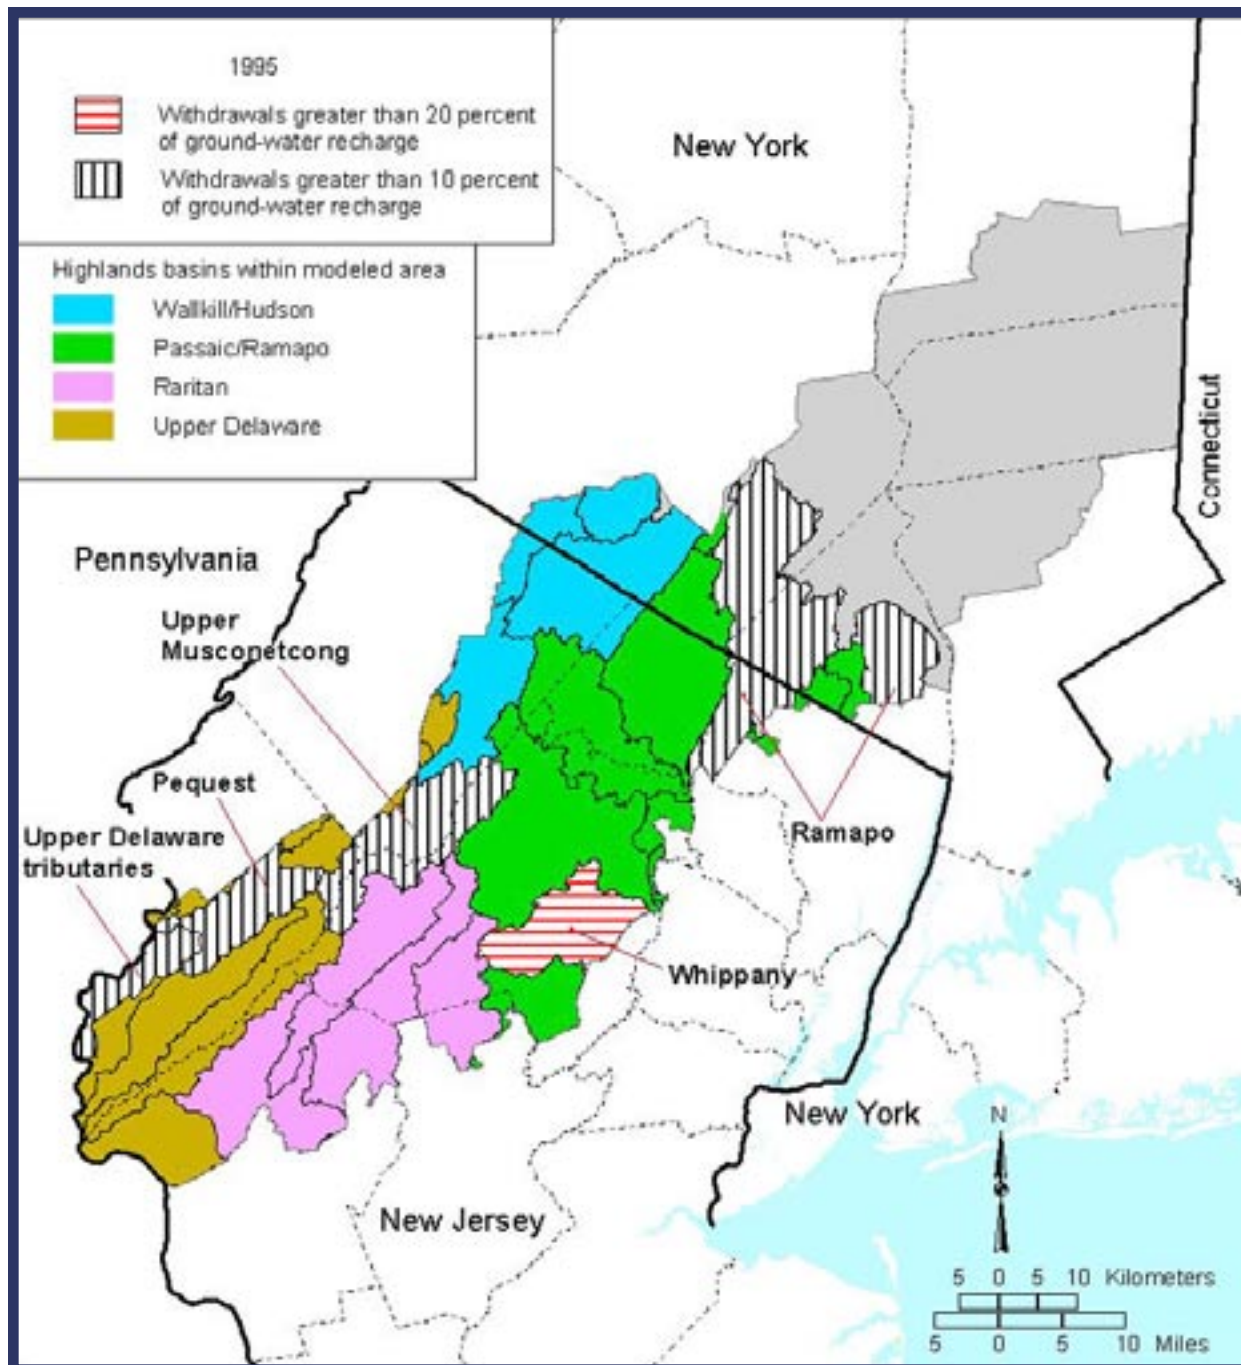 1995
Withdrawals greater than 20 percent
of ground-water recharge
Withdrawals greater than 10 percent
of ground-water recharge
Highlands basins within modeled area
Wallkill/Hudson
Passaic/Ramapo
Raritan
Upper Delaware
New York
Connecticut
Pennsylvania
Upper
Musconetcong
Pequest
Upper Delaware
tributaries
Ramapo
Whippany
New York
New Jersey
N
5 0 5 10 Kilometers
5 0 5 10 Miles